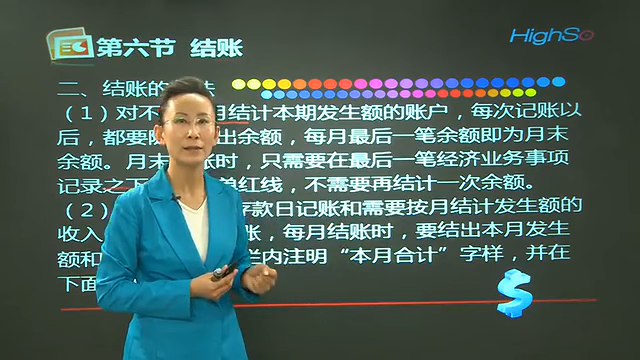 第六节 结账
HighSo
二、结账的 法
（1）对不 月结计本期发生额的账户，每次记账以
后，都要随 出余额，每月最后一笔余额即为月末
余额。月末 账时，只需要在最后一笔经济业务事项
记录之下 单红线，不需要再结计一次余额。
（2） 存款日记账和需要按月结计发生额的
收入 账，每月结账时，要结出本月发生
额和 栏内注明“本月合计”字样，并在
下面